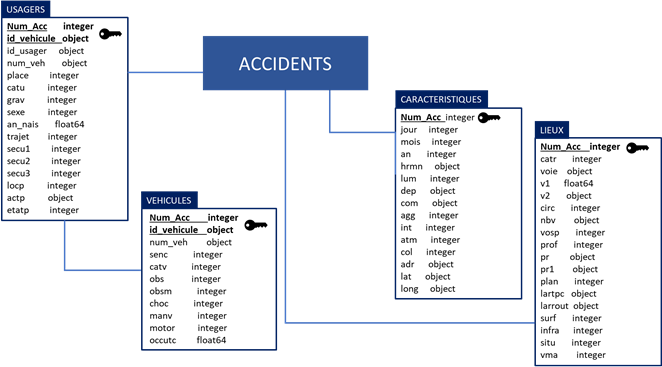 USAGERS
Num_Acc integer
id_vehicule object
id_usager object
num_veh object
place integer
catu integer
grav integer
sexe integer
an_nais float64
trajet integer
secu1 integer
secu2 integer
secu3 integer
locp integer
actp object
etatp integer
ACCIDENTS
VEHICULES
Num_Acc integer
id_vehicule object
num_veh object
senc integer
catv integer
obs integer
obsm integer
choc integer
manv integer
motor integer
occutc float64
CARACTERISTIQUES
Num_Acc integer
jour integer
mois integer
an integer
hrmn object
lum integer
dep object
com object
agg integer
int integer
atm integer
col integer
adr object
lat object
long object
LIEUX
Num_Acc integer
catr integer
voie object
v1 float64
v2 object
circ integer
nbv object
vosp integer
prof integer
pr object
pr1 object
plan integer
lartpc object
larrout object
surf integer
infra integer
situ integer
vma integer